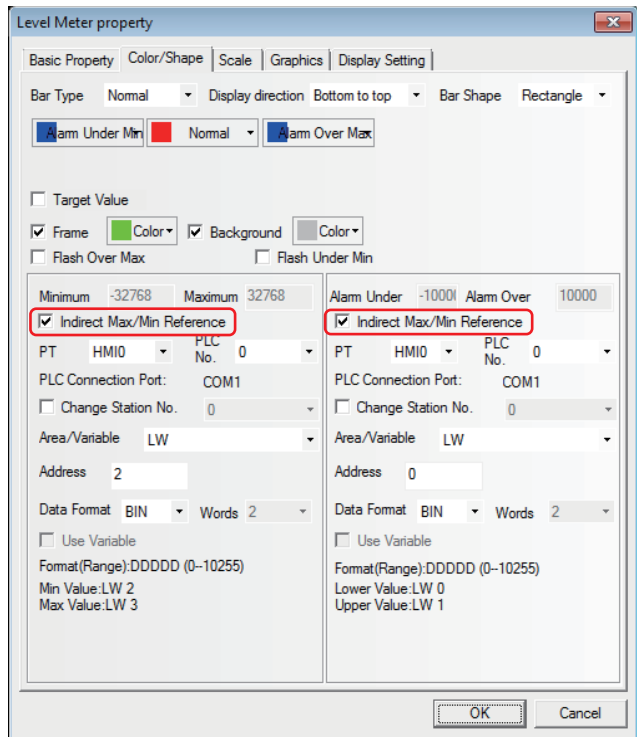 Level Meter property
Basic Property Color/Shape Scale Graphics Display Setting
Bar Type Normal Display direction Bottom to top Bar Shape Rectangle
Alarm Under Min Normal Alarm Over Max
Target Value
Frame Color Background Color
Flash Over Max Flash Under Min
Minimum -32768 Maximum 32768
Indirect Max/Min Reference
PT HMI0 PLC No. 0
PLC Connection Port: COM1
Change Station No. 0
Area/Variable LW
Address 2
Data Format BIN Words 2
Use Variable
Format(Range):DDDDD (0--10255)
Min Value:LW 2
Max Value:LW 3
Alarm Under -1000 Alarm Over 10000
Indirect Max/Min Reference
PT HMI0 PLC No. 0
PLC Connection Port: COM1
Change Station No. 0
Area/Variable LW
Address 0
Data Format BIN Words 2
Use Variable
Format(Range):DDDDD (0--10255)
Lower Value:LW 0
Upper Value:LW 1
OK Cancel